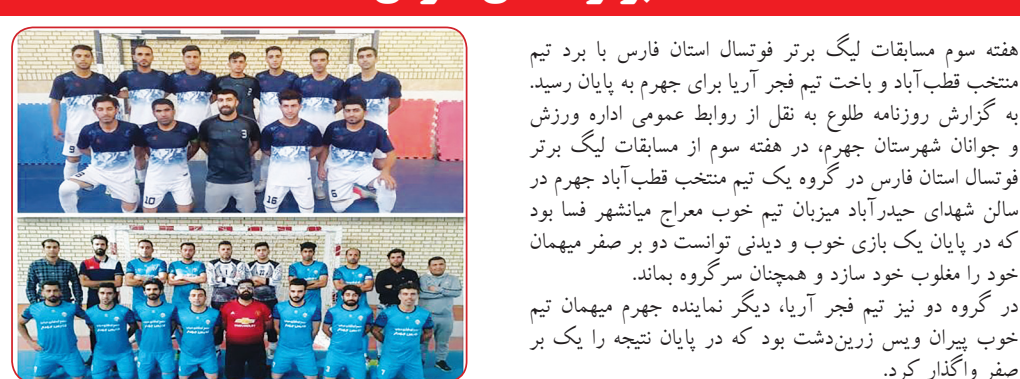 هفته سوم مسابقات لیگ برتر فوتسال استان فارس با برد تیم
منتخب قطب‌آباد و باخت تیم فجر آریا برای جهرم به پایان رسید.
به گزارش روزنامه طلوع به نقل از روابط عمومی اداره ورزش
و جوانان شهرستان جهرم، در هفته سوم از مسابقات لیگ برتر
فوتسال استان فارس در گروه یک تیم منتخب قطب‌آباد جهرم در
سالن شهدای حیدرآباد میزبان تیم خوب معراج میانشهر فسا بود
که در پایان یک بازی خوب و دیدنی توانست دو بر صفر میهمان
خود را مغلوب خود سازد و همچنان سرگروه بماند.
در گروه دو نیز تیم فجر آریا، دیگر نماینده جهرم میهمان تیم
خوب پیران ویس زرین‌دشت بود که در پایان نتیجه را یک بر
صفر واگذار کرد.
9
10
3
16
6
2